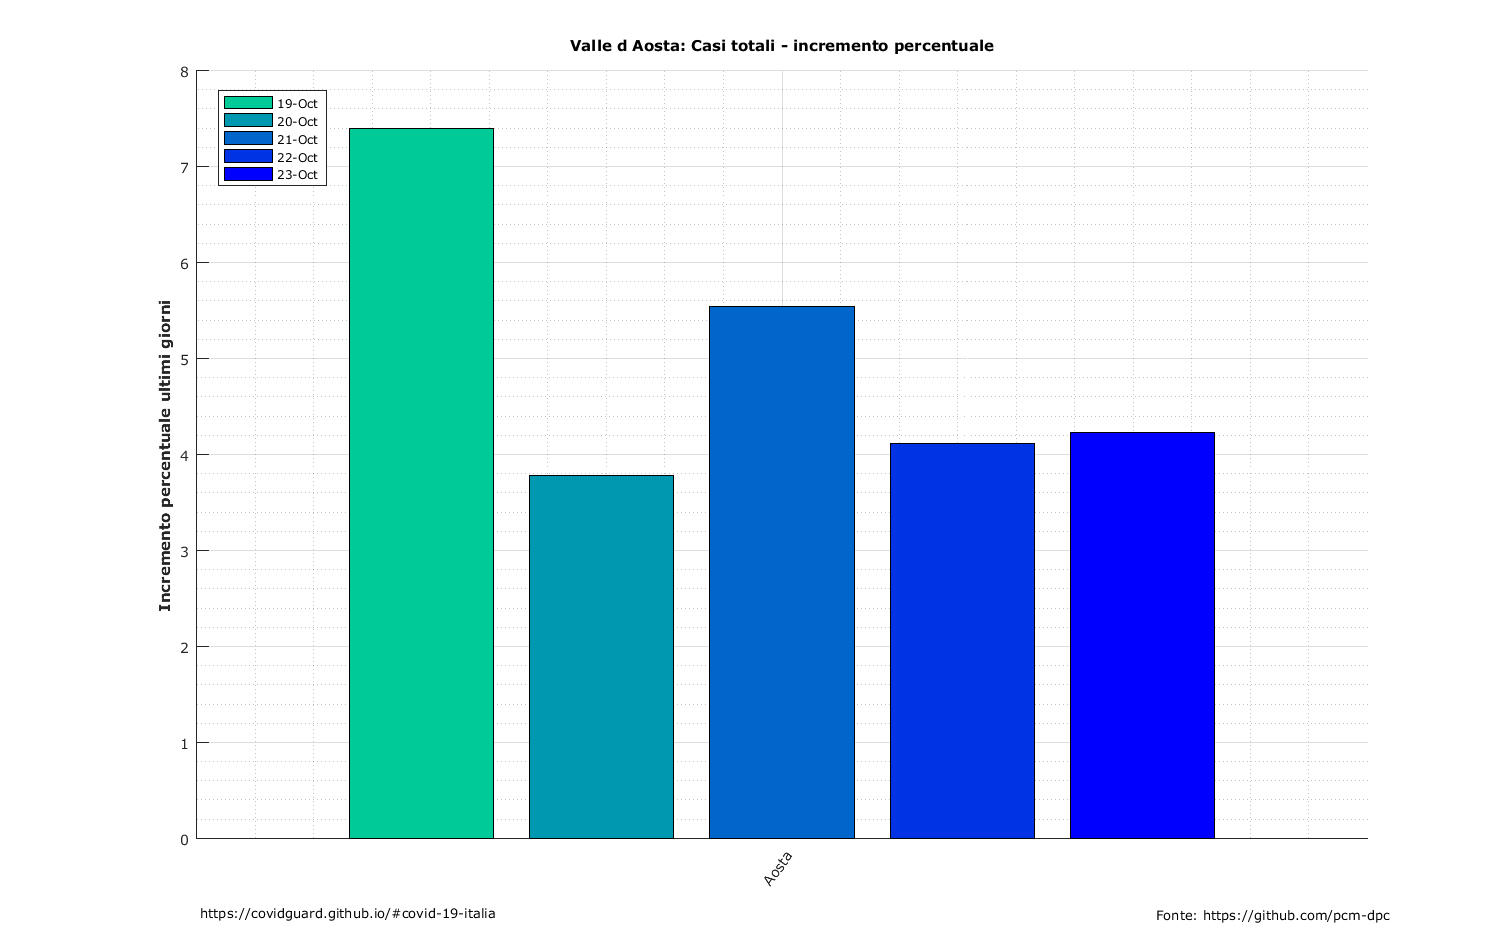 Valle d Aosta: Casi totali - incremento percentuale
8
7
6
5
4
3
2
1
0
Incremento percentuale ultimi giorni
19-Oct
20-Oct
21-Oct
22-Oct
23-Oct
Aosta
https://covidguard.github.io/#covid-19-italia
Fonte: https://github.com/pcm-dpc